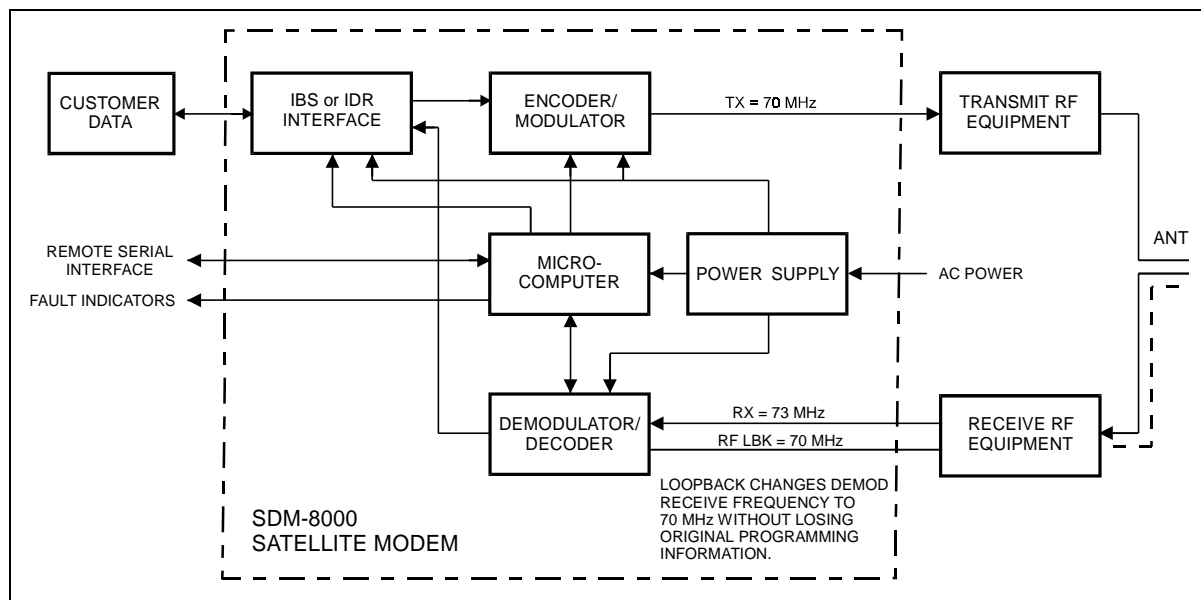 CUSTOMER
DATA
IBS or IDR
INTERFACE
ENCODER/
MODULATOR
TX = 70 MHz
TRANSMIT RF
EQUIPMENT
ANT
REMOTE SERIAL
INTERFACE
FAULT INDICATORS
MICRO-
COMPUTER
POWER SUPPLY
AC POWER
DEMODULATOR/
DECODER
RX = 73 MHz
RF LBK = 70 MHz
RECEIVE RF
EQUIPMENT
LOOPBACK CHANGES DEMOD
RECEIVE FREQUENCY TO
70 MHz WITHOUT LOSING
ORIGINAL PROGRAMMING
INFORMATION.
SDM-8000
SATELLITE MODEM